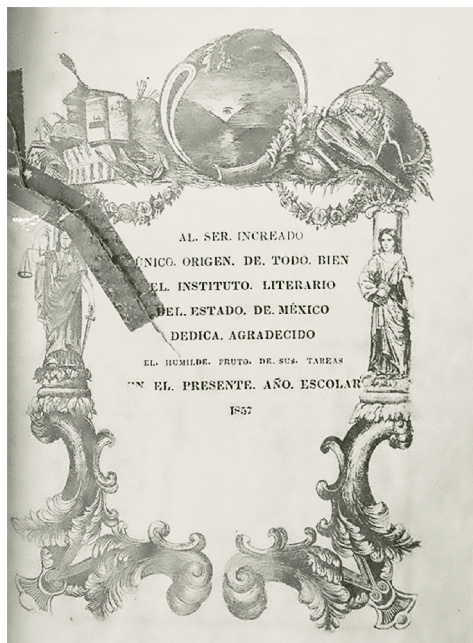 AL. SER. INCREADO
ÚNICO. ORIGEN. DE. TODO. BIEN
EL. INSTITUTO. LITERARIO
DEL. ESTADO. DE. MÉXICO
DEDICA. AGRADECIDO
EL. HUMILDE. FRUTO. DE. SUS. TAREAS
EN EL. PRESENTE. AÑO. ESCOLAR
1857